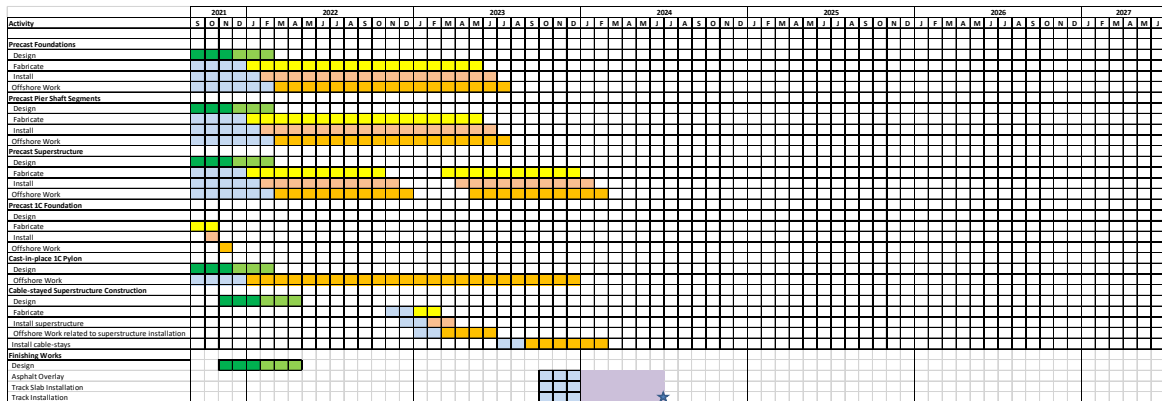 2021 2022 2023 2024 2025 2026 2027
Activity S O N D J F M A M J J A S O N D J F M A M J J A S O N D J F M A M J J A S O N D J F M A M J J A S O N D J F M A M J J A S O N D J F M A M J
Precast Foundations
Design
Fabricate
Install
Offshore Work
Precast Pier Shaft Segments
Design
Fabricate
Install
Offshore Work
Precast Superstructure
Design
Fabricate
Install
Offshore Work
Precast 1C Foundation
Design
Fabricate
Install
Offshore Work
Cast-in-place 1C Pylon
Design
Offshore Work
Cable-stayed Superstructure Construction
Design
Fabricate
Install superstructure
Offshore Work related to superstructure installation
Install cable-stays
Finishing Works
Design
Asphalt Overlay
Track Slab Installation
Track Installation